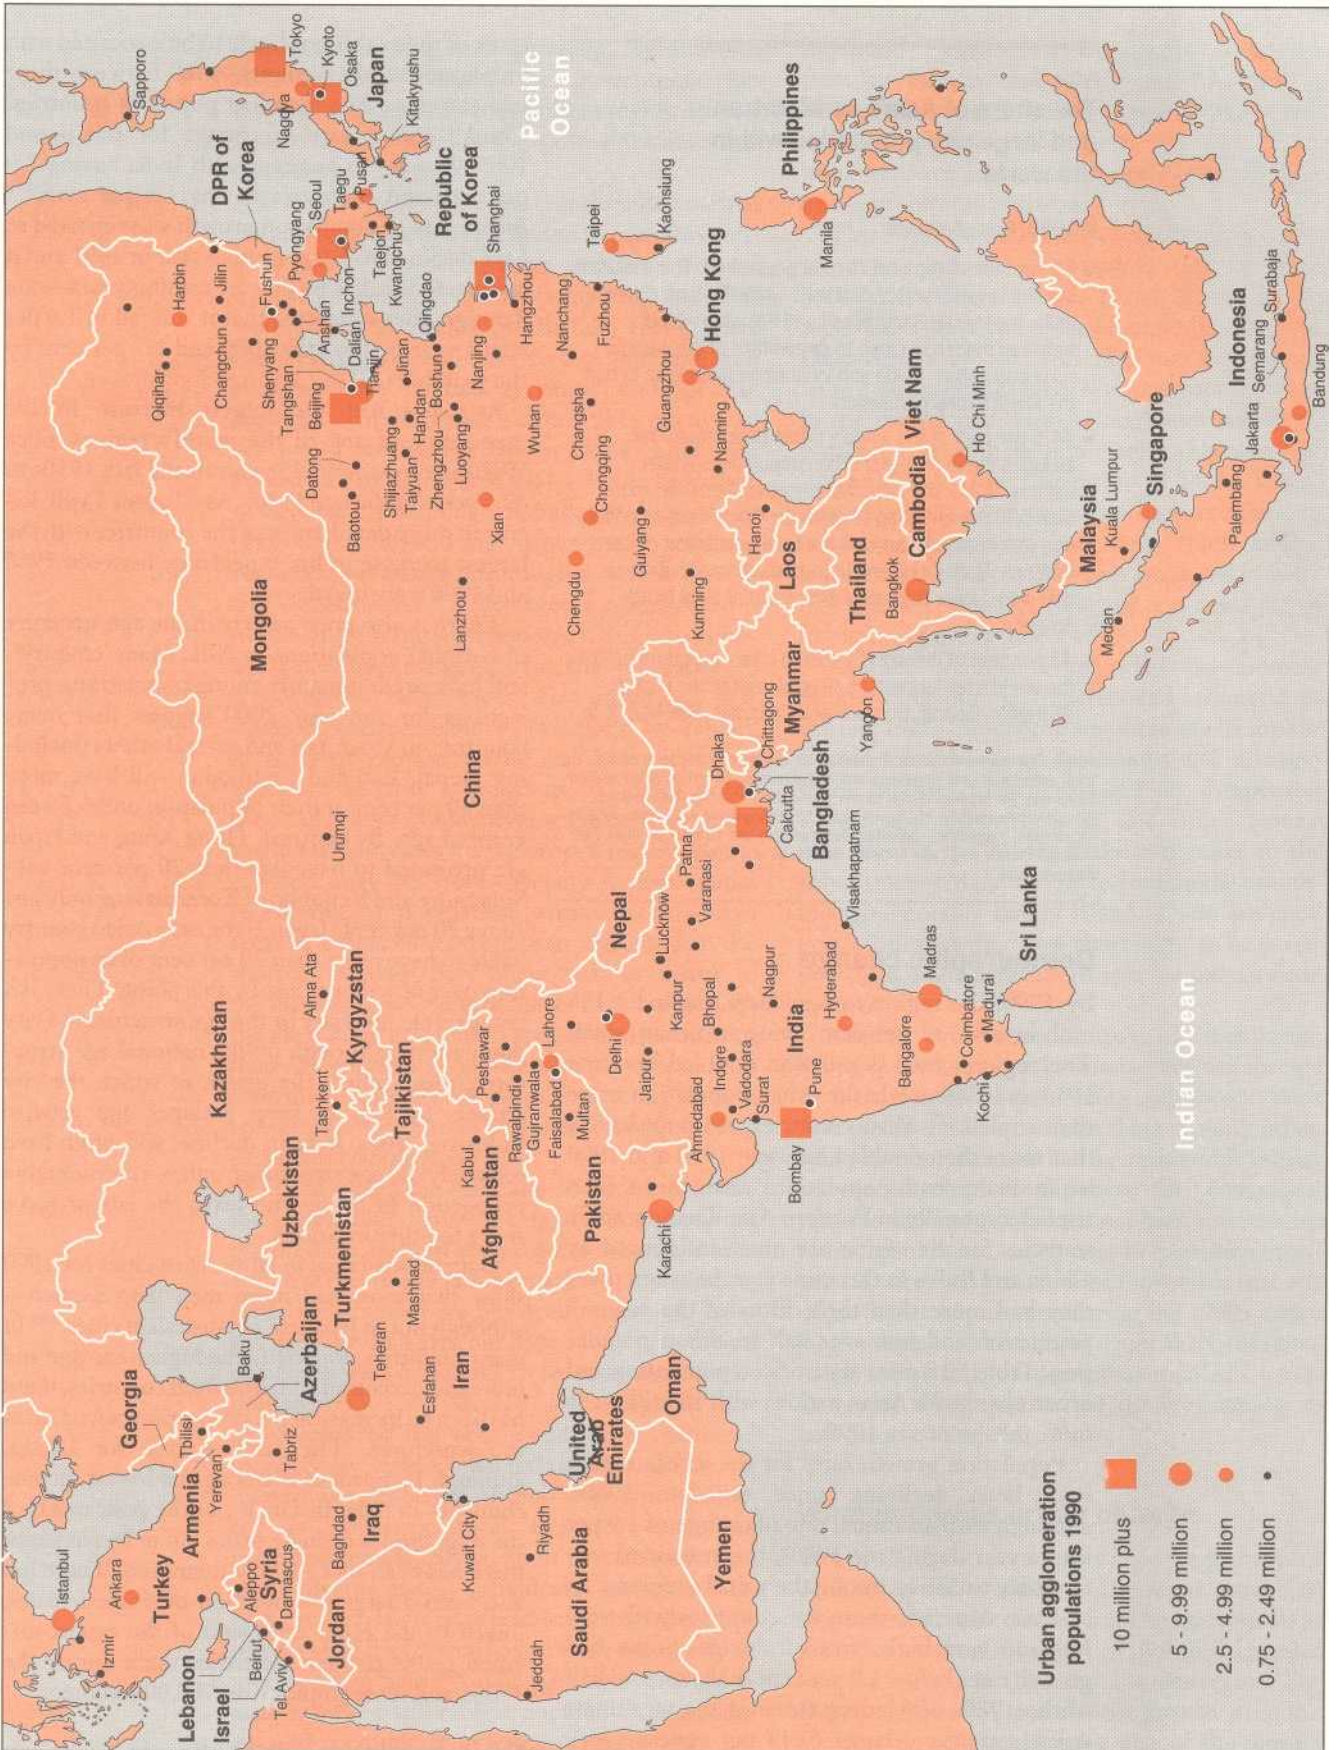 Istanbul
Izmir
Ankara
Turkey
Georgia
Tbilisi
Armenia
Yerevan
Baku
Azerbaijan
Tabriz
Lebanon
Israel
Beirut
Tel Aviv
Aleppo
Syria
Damascus
Jordan
Baghdad
Iraq
Kuwait City
Riyadh
Jeddah
Saudi Arabia
Yemen
United
Arab
Emirates
Oman
Teheran
Esfahan
Mashhad
Iran
Kazakhstan
Uzbekistan
Turkmenistan
Tashkent
Alma Ata
Kyrgyzstan
Tajikistan
Kabul
Afghanistan
Peshawar
Rawalpindi
Gujranwala
Faisalabad
Lahore
Multan
Pakistan
Karachi
Delhi
Jaipur
Lucknow
Kanpur
Nepal
Patna
Varanasi
Ahmedabad
Indore
Bhopal
Vadodara
Surat
Nagpur
India
Bombay
Pune
Hyderabad
Visakhapatnam
Bangalore
Madras
Coimbatore
Madurai
Kochi
Sri Lanka
Calcutta
Dhaka
Chittagong
Bangladesh
Myanmar
Yangon
Mongolia
China
Urumqi
Lanzhou
Qiqihar
Harbin
Changchun
Jilin
Shenyang
Fushun
Anshan
Tangshan
Dalian
Beijing
Tianjin
Datong
Baotou
Shijiazhuang
Taiyuan
Handan
Jinan
Zhengzhou
Boshun
Qingdao
Luoyang
Xian
Nanjing
Shanghai
Hangzhou
Wuhan
Nanchang
Changsha
Fuzhou
Chongqing
Chengdu
Guiyang
Kunming
Guangzhou
Nanning
Hong Kong
Taipei
Kaohsiung
DPR of
Korea
Pyongyang
Seoul
Inchon
Taegu
Pusan
Taejon
Kwangchu
Republic
of Korea
Sapporo
Tokyo
Nagoya
Kyoto
Osaka
Japan
Kitakyushu
Pacific
Ocean
Philippines
Manila
Hanoi
Laos
Viet Nam
Thailand
Bangkok
Cambodia
Ho Chi Minh
Malaysia
Kuala Lumpur
Singapore
Medan
Palembang
Jakarta
Indonesia
Semarang
Surabaja
Bandung
Indian Ocean
Urban agglomeration
populations 1990
10 million plus
5 - 9.99 million
2.5 - 4.99 million
0.75 - 2.49 million